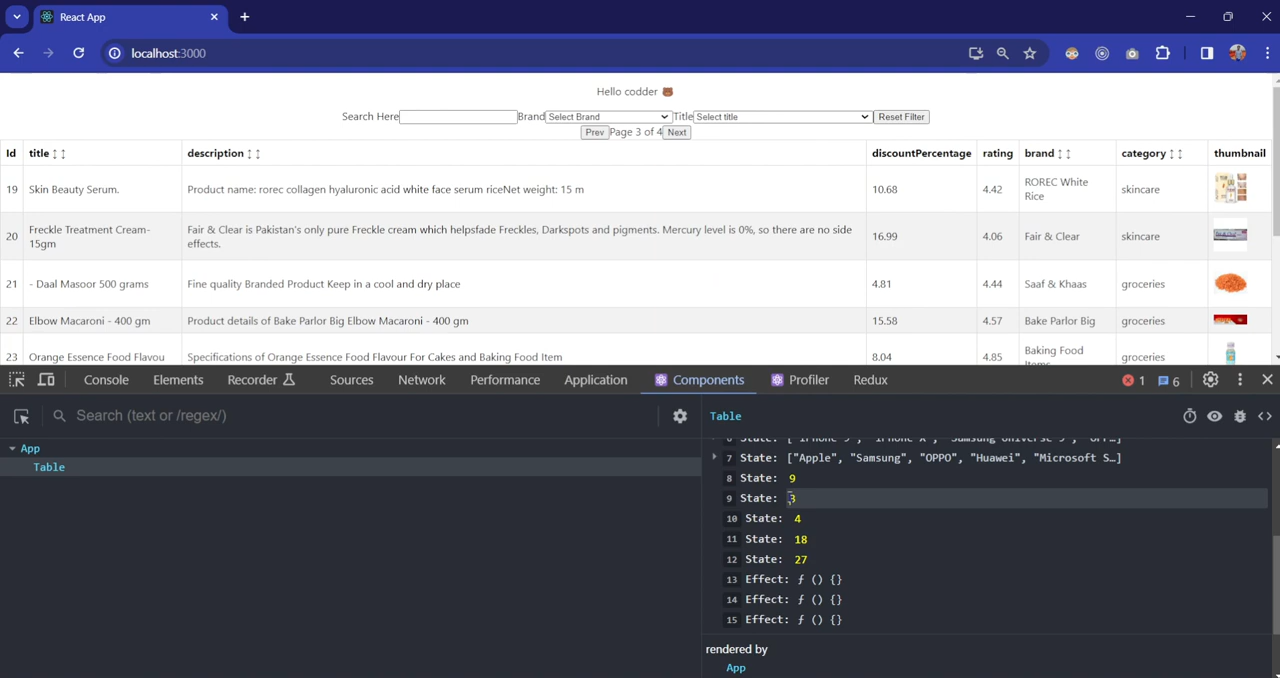 React App
localhost:3000
Hello codder 🐻
Search Here Brand Select Brand Title Select title Reset Filter
Prev Page 3 of 4 Next
Id title description discountPercentage rating brand category thumbnail
19 Skin Beauty Serum. Product name: rorec collagen hyaluronic acid white face serum riceNet weight: 15 m 10.68 4.42 ROREC White Rice skincare
20 Freckle Treatment Cream-15gm Fair & Clear is Pakistan's only pure Freckle cream which helpsfade Freckles, Darkspots and pigments. Mercury level is 0%, so there are no side effects. 16.99 4.06 Fair & Clear skincare
21 - Daal Masoor 500 grams Fine quality Branded Product Keep in a cool and dry place 4.81 4.44 Saaf & Khaas groceries
22 Elbow Macaroni - 400 gm Product details of Bake Parlor Big Elbow Macaroni - 400 gm 15.58 4.57 Bake Parlor Big groceries
23 Orange Essence Food Flavou Specifications of Orange Essence Food Flavour For Cakes and Baking Food Item 8.04 4.85 Baking Food Items groceries
Console Elements Recorder Sources Network Performance Application Components Profiler Redux 1 6
Search (text or /regex/)
Table
App
Table
7 State: ["Apple", "Samsung", "OPPO", "Huawei", "Microsoft S…]
8 State: 9
9 State: 3
10 State: 4
11 State: 18
12 State: 27
13 Effect: ƒ () {}
14 Effect: ƒ () {}
15 Effect: ƒ () {}
rendered by
App